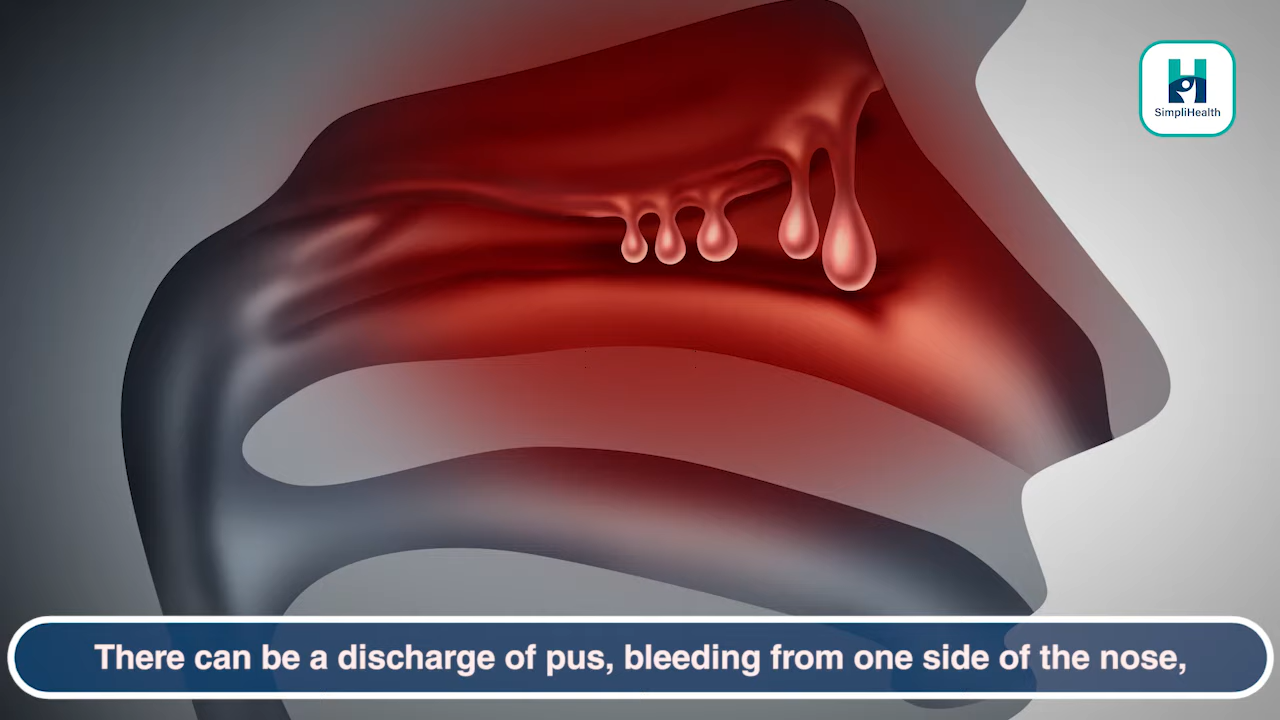 SimpliHealth
There can be a discharge of pus, bleeding from one side of the nose,